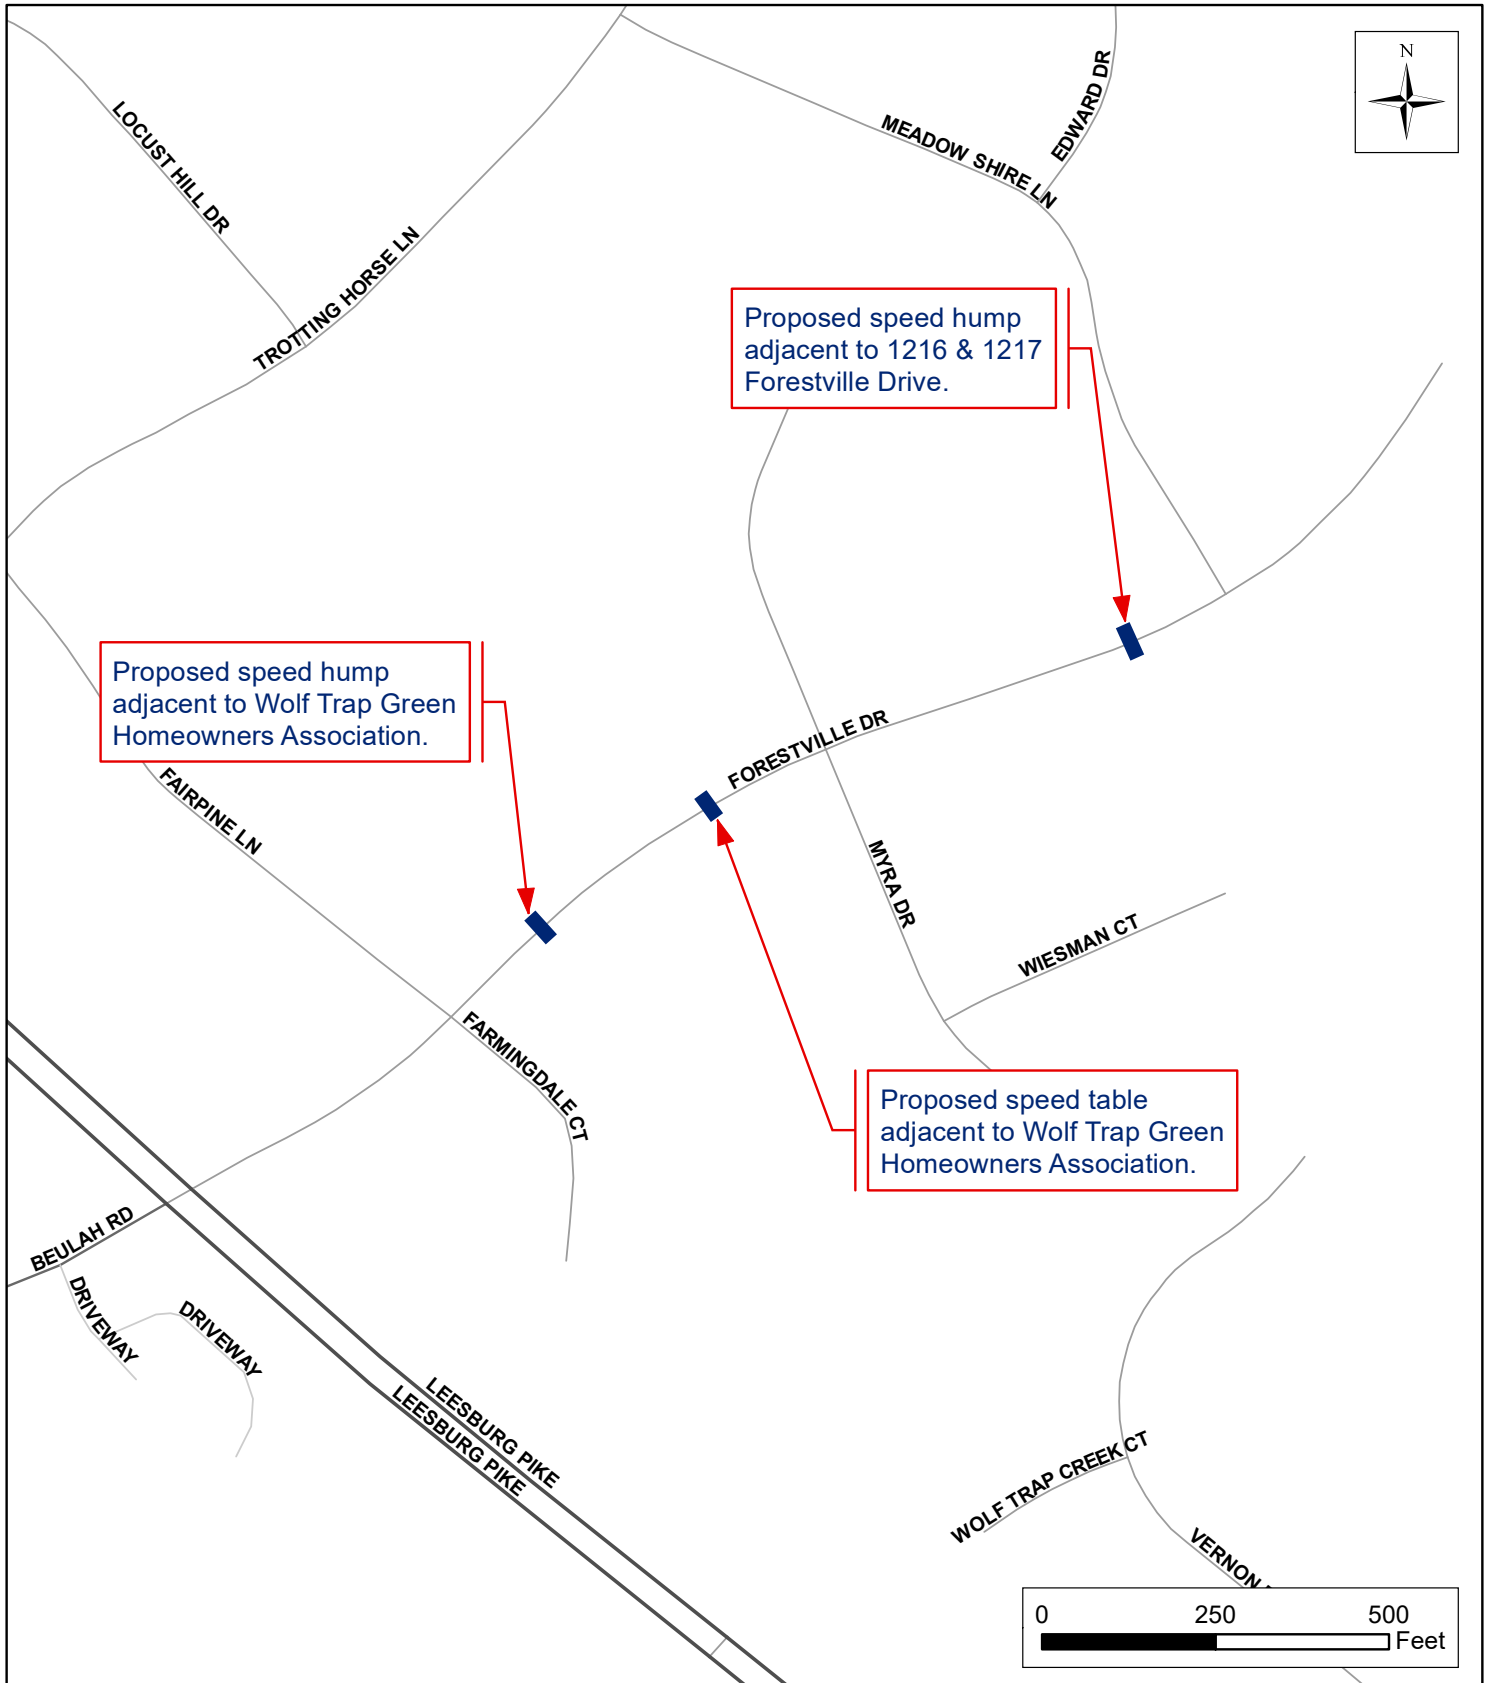 N
EDWARD DR
LOCUST HILL DR
MEADOW SHIRE LN
TROTTING HORSE LN
Proposed speed hump
adjacent to 1216 & 1217
Forestville Drive.
Proposed speed hump
adjacent to Wolf Trap Green
Homeowners Association.
FORESTVILLE DR
FAIRPINE LN
MYRA DR
WIESMAN CT
FARMINGDALE CT
Proposed speed table
adjacent to Wolf Trap Green
Homeowners Association.
BEULAH RD
DRIVEWAY
DRIVEWAY
LEESBURG PIKE
LEESBURG PIKE
WOLF TRAP CREEK CT
VERNON
0 250 500
Feet